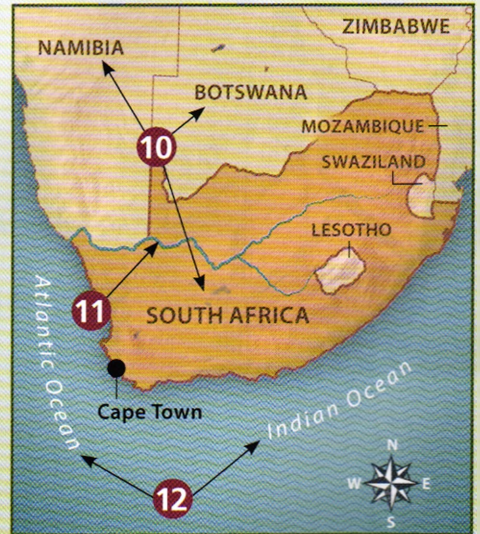 ZIMBABWE
NAMIBIA
BOTSWANA
10
MOZAMBIQUE
SWAZILAND
LESOTHO
11
SOUTH AFRICA
Atlantic Ocean
Cape Town
Indian Ocean
12
N
W E
S